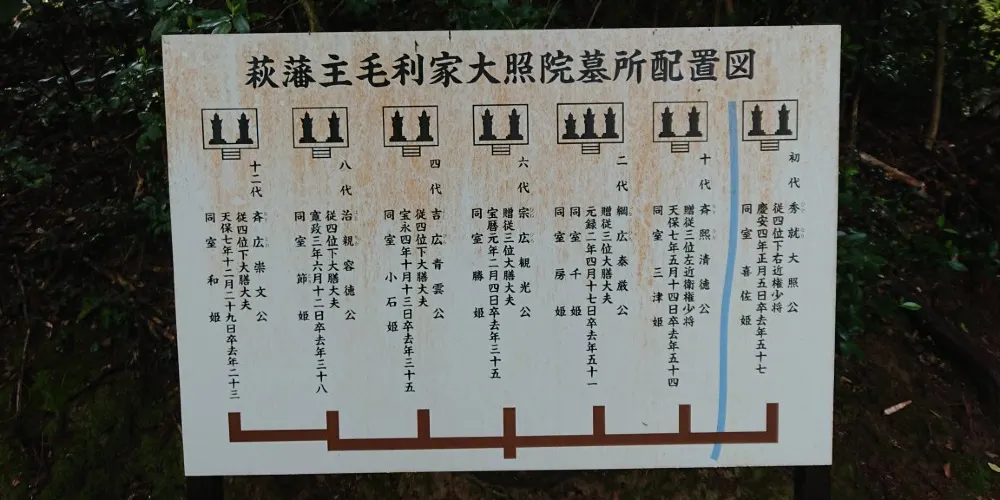 萩藩主毛利家大照院墓所配置図
初代 秀就大照公
従四位下右近権少将
慶安四年正月五日卒去年五十七
同室 喜佐姫
十代 斉熙清徳公
贈従三位左近衛権少将
天保七年五月十四日卒去年五十四
同室 三津姫
二代 綱広泰巌公
贈従三位大膳大夫
元録二年四月十七日卒去年五十一
同室 千姫
同室 房姫
六代 宗広観光公
贈従三位大膳大夫
宝暦元年二月四日卒去年三十五
同室 勝姫
四代 吉広青雲公
従四位下大膳大夫
宝永四年十月十三日卒去年三十五
同室 小石姫
八代 治親容徳公
従四位下大膳大夫
寛政三年六月十二日卒去年三十八
同室 節姫
十二代 斉広崇文公
従四位下大膳大夫
天保七年十二月二十九日卒去年二十三
同室 和姫